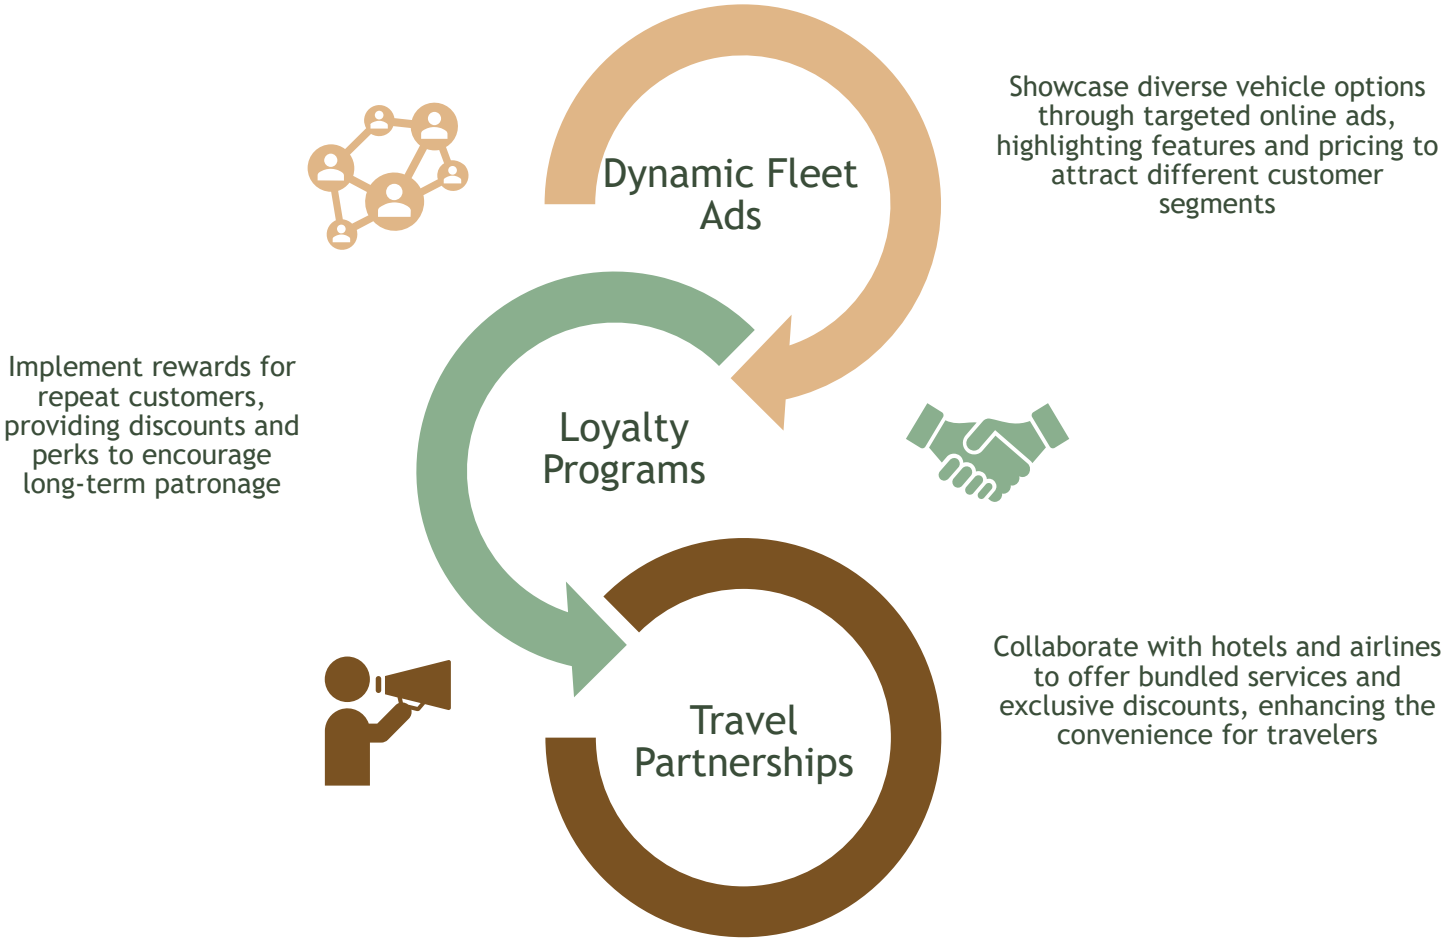 Dynamic Fleet
Ads
Showcase diverse vehicle options
through targeted online ads,
highlighting features and pricing to
attract different customer
segments
Implement rewards for
repeat customers,
providing discounts and
perks to encourage
long-term patronage
Loyalty
Programs
Travel
Partnerships
Collaborate with hotels and airlines
to offer bundled services and
exclusive discounts, enhancing the
convenience for travelers